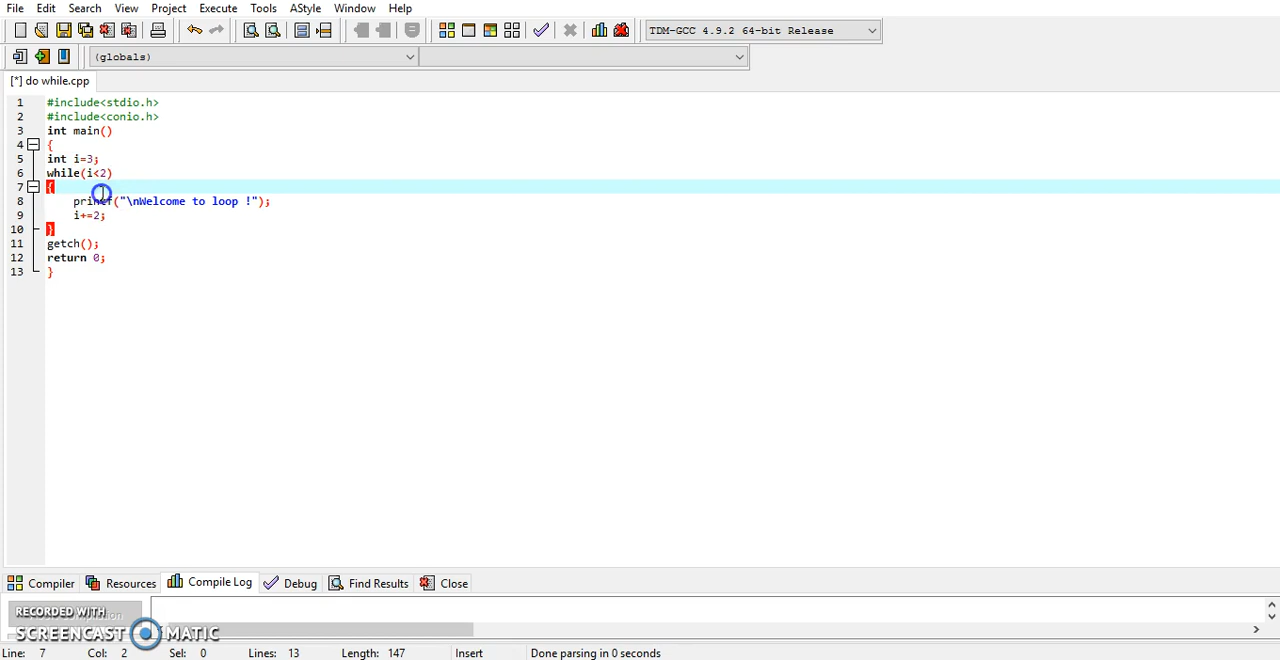 File Edit Search View Project Execute Tools AStyle Window Help
TDM-GCC 4.9.2 64-bit Release
(globals)
[*] do while.cpp
1 #include<stdio.h>
2 #include<conio.h>
3 int main()
4 {
5 int i=3;
6 while(i<2)
7 {
8 printf("\nWelcome to loop !");
9 i+=2;
10 }
11 getch();
12 return 0;
13 }
Compiler Resources Compile Log Debug Find Results Close
RECORDED WITH
SCREENCAST MATIC
Line: 7 Col: 2 Sel: 0 Lines: 13 Length: 147 Insert Done parsing in 0 seconds